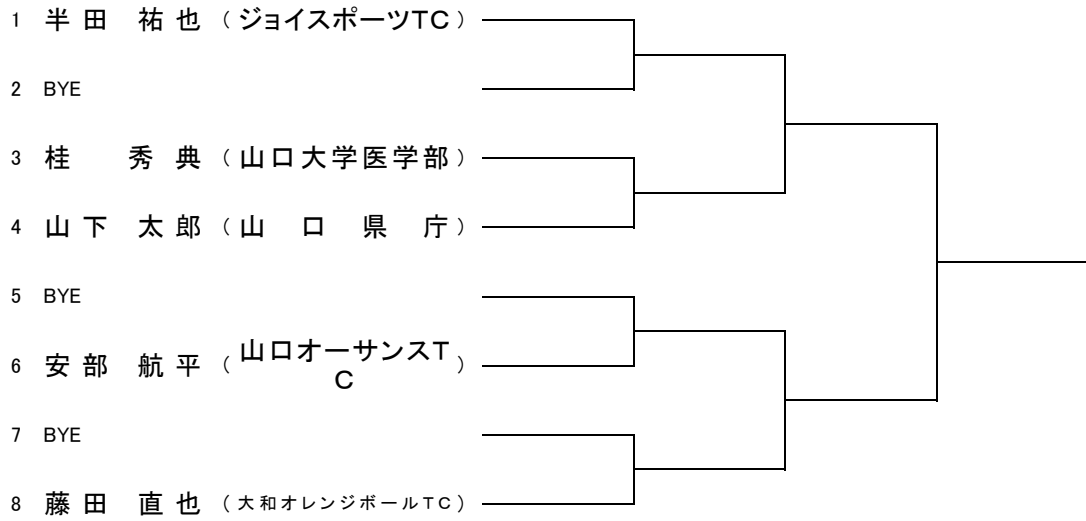 1 半田 祐也 (ジョイスポーツTC)
2 BYE
3 桂 秀典 (山口大学医学部)
4 山下 太郎 (山口県庁)
5 BYE
6 安部 航平 (山口オーサンスT
C)
7 BYE
8 藤田 直也 (大和オレンジボールTC)